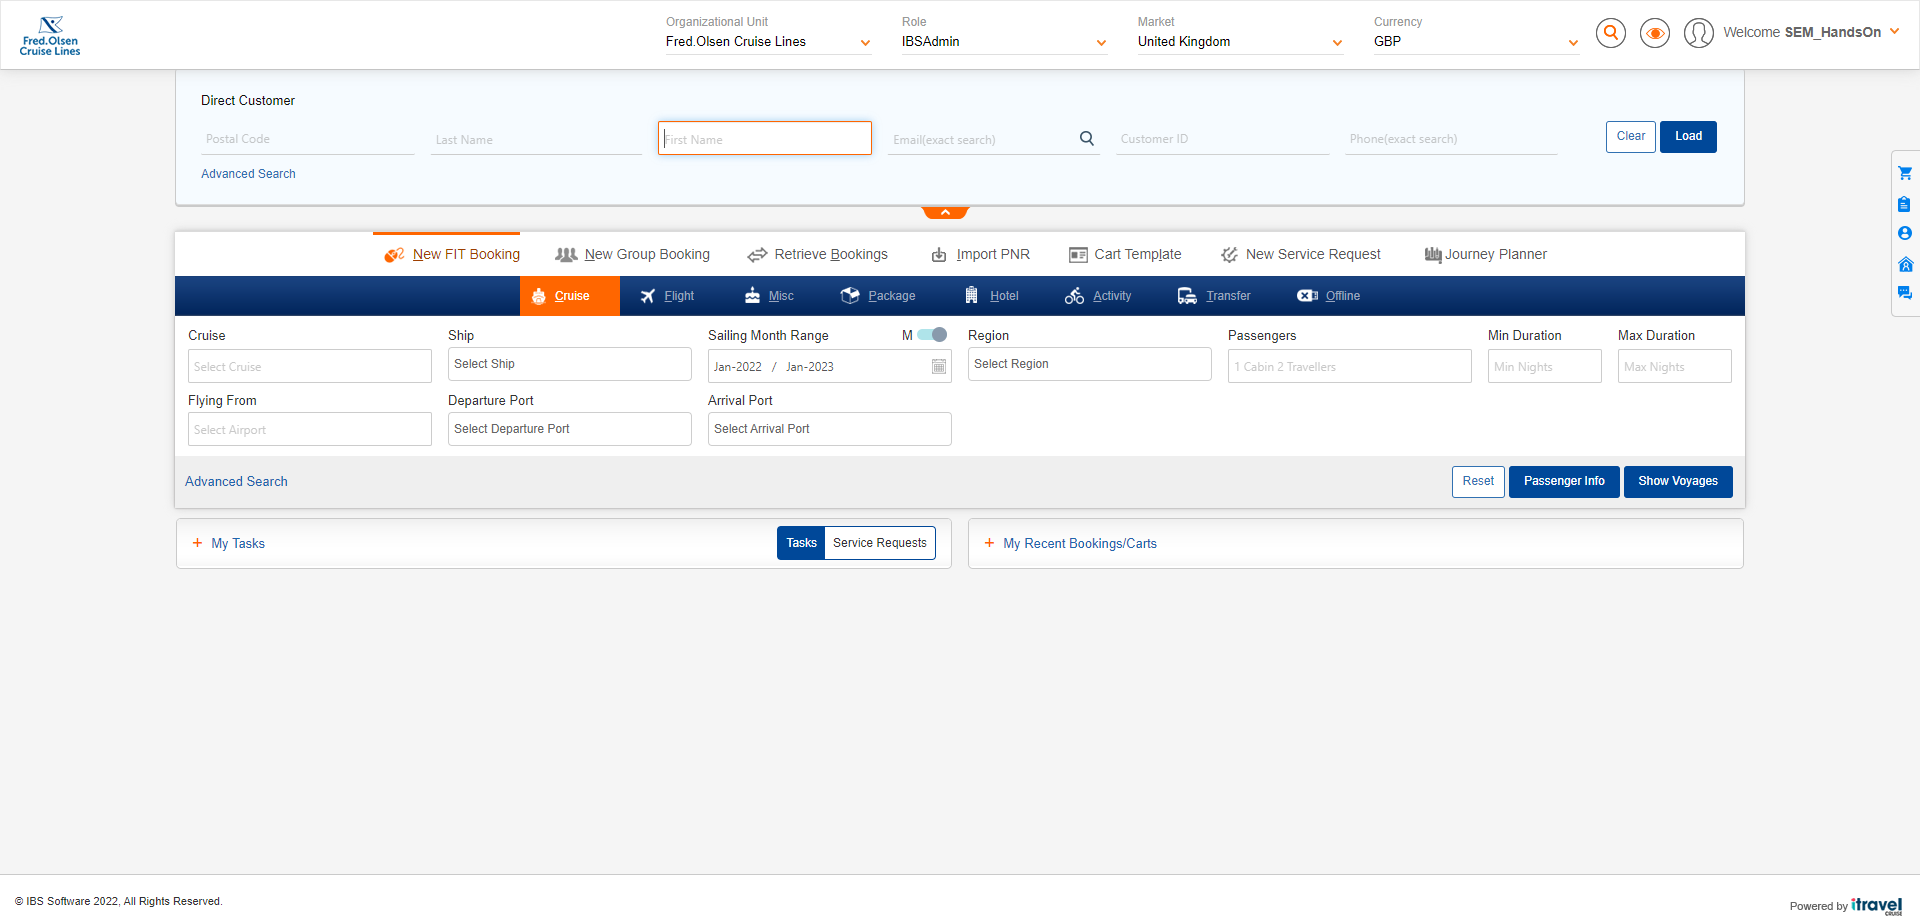 Fred.Olsen
Cruise Lines
Organizational Unit
Fred.Olsen Cruise Lines
Role
IBSAdmin
Market
United Kingdom
Currency
GBP
Welcome SEM_HandsOn
Direct Customer
Postal Code
Last Name
First Name
Email(exact search)
Customer ID
Phone(exact search)
Clear
Load
Advanced Search
New FIT Booking
New Group Booking
Retrieve Bookings
Import PNR
Cart Template
New Service Request
Journey Planner
Cruise
Flight
Misc
Package
Hotel
Activity
Transfer
Offline
Cruise
Ship
Sailing Month Range
M
Region
Passengers
Min Duration
Max Duration
Select Cruise
Select Ship
Jan-2022 / Jan-2023
Select Region
1 Cabin 2 Travellers
Min Nights
Max Nights
Flying From
Departure Port
Arrival Port
Select Airport
Select Departure Port
Select Arrival Port
Advanced Search
Reset
Passenger Info
Show Voyages
+ My Tasks
Tasks
Service Requests
+ My Recent Bookings/Carts
© IBS Software 2022, All Rights Reserved.
Powered by itravel
CRUISE